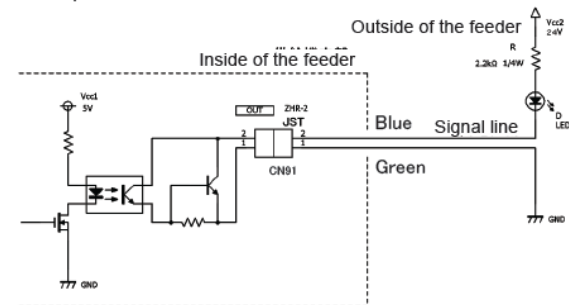 Outside of the feeder
Vcc2
24V
Inside of the feeder
R
2.2kΩ 1/4W
Vcc1
5V
OUT
ZHR-2
JST
D
LED
2
2
Blue
Signal line
1
1
CN91
Green
GND
GND